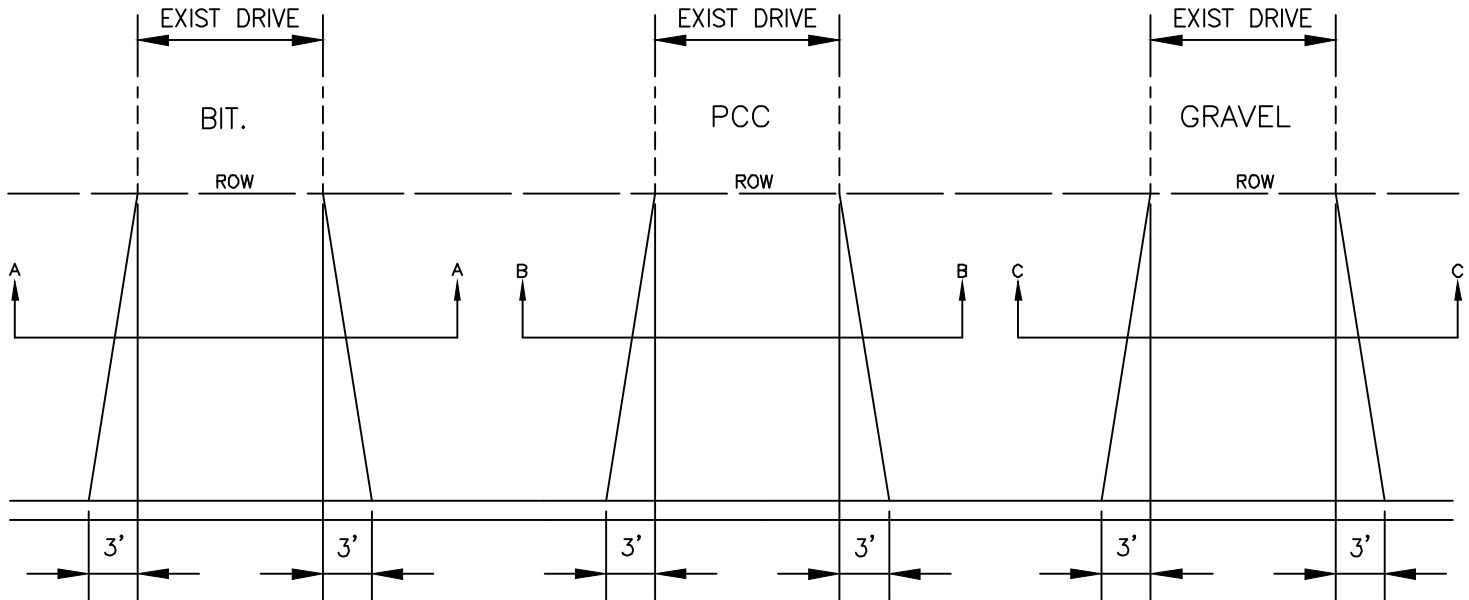 EXIST DRIVE EXIST DRIVE EXIST DRIVE
BIT. PCC GRAVEL
ROW ROW ROW
A A B B C C
3' 3' 3' 3' 3' 3'